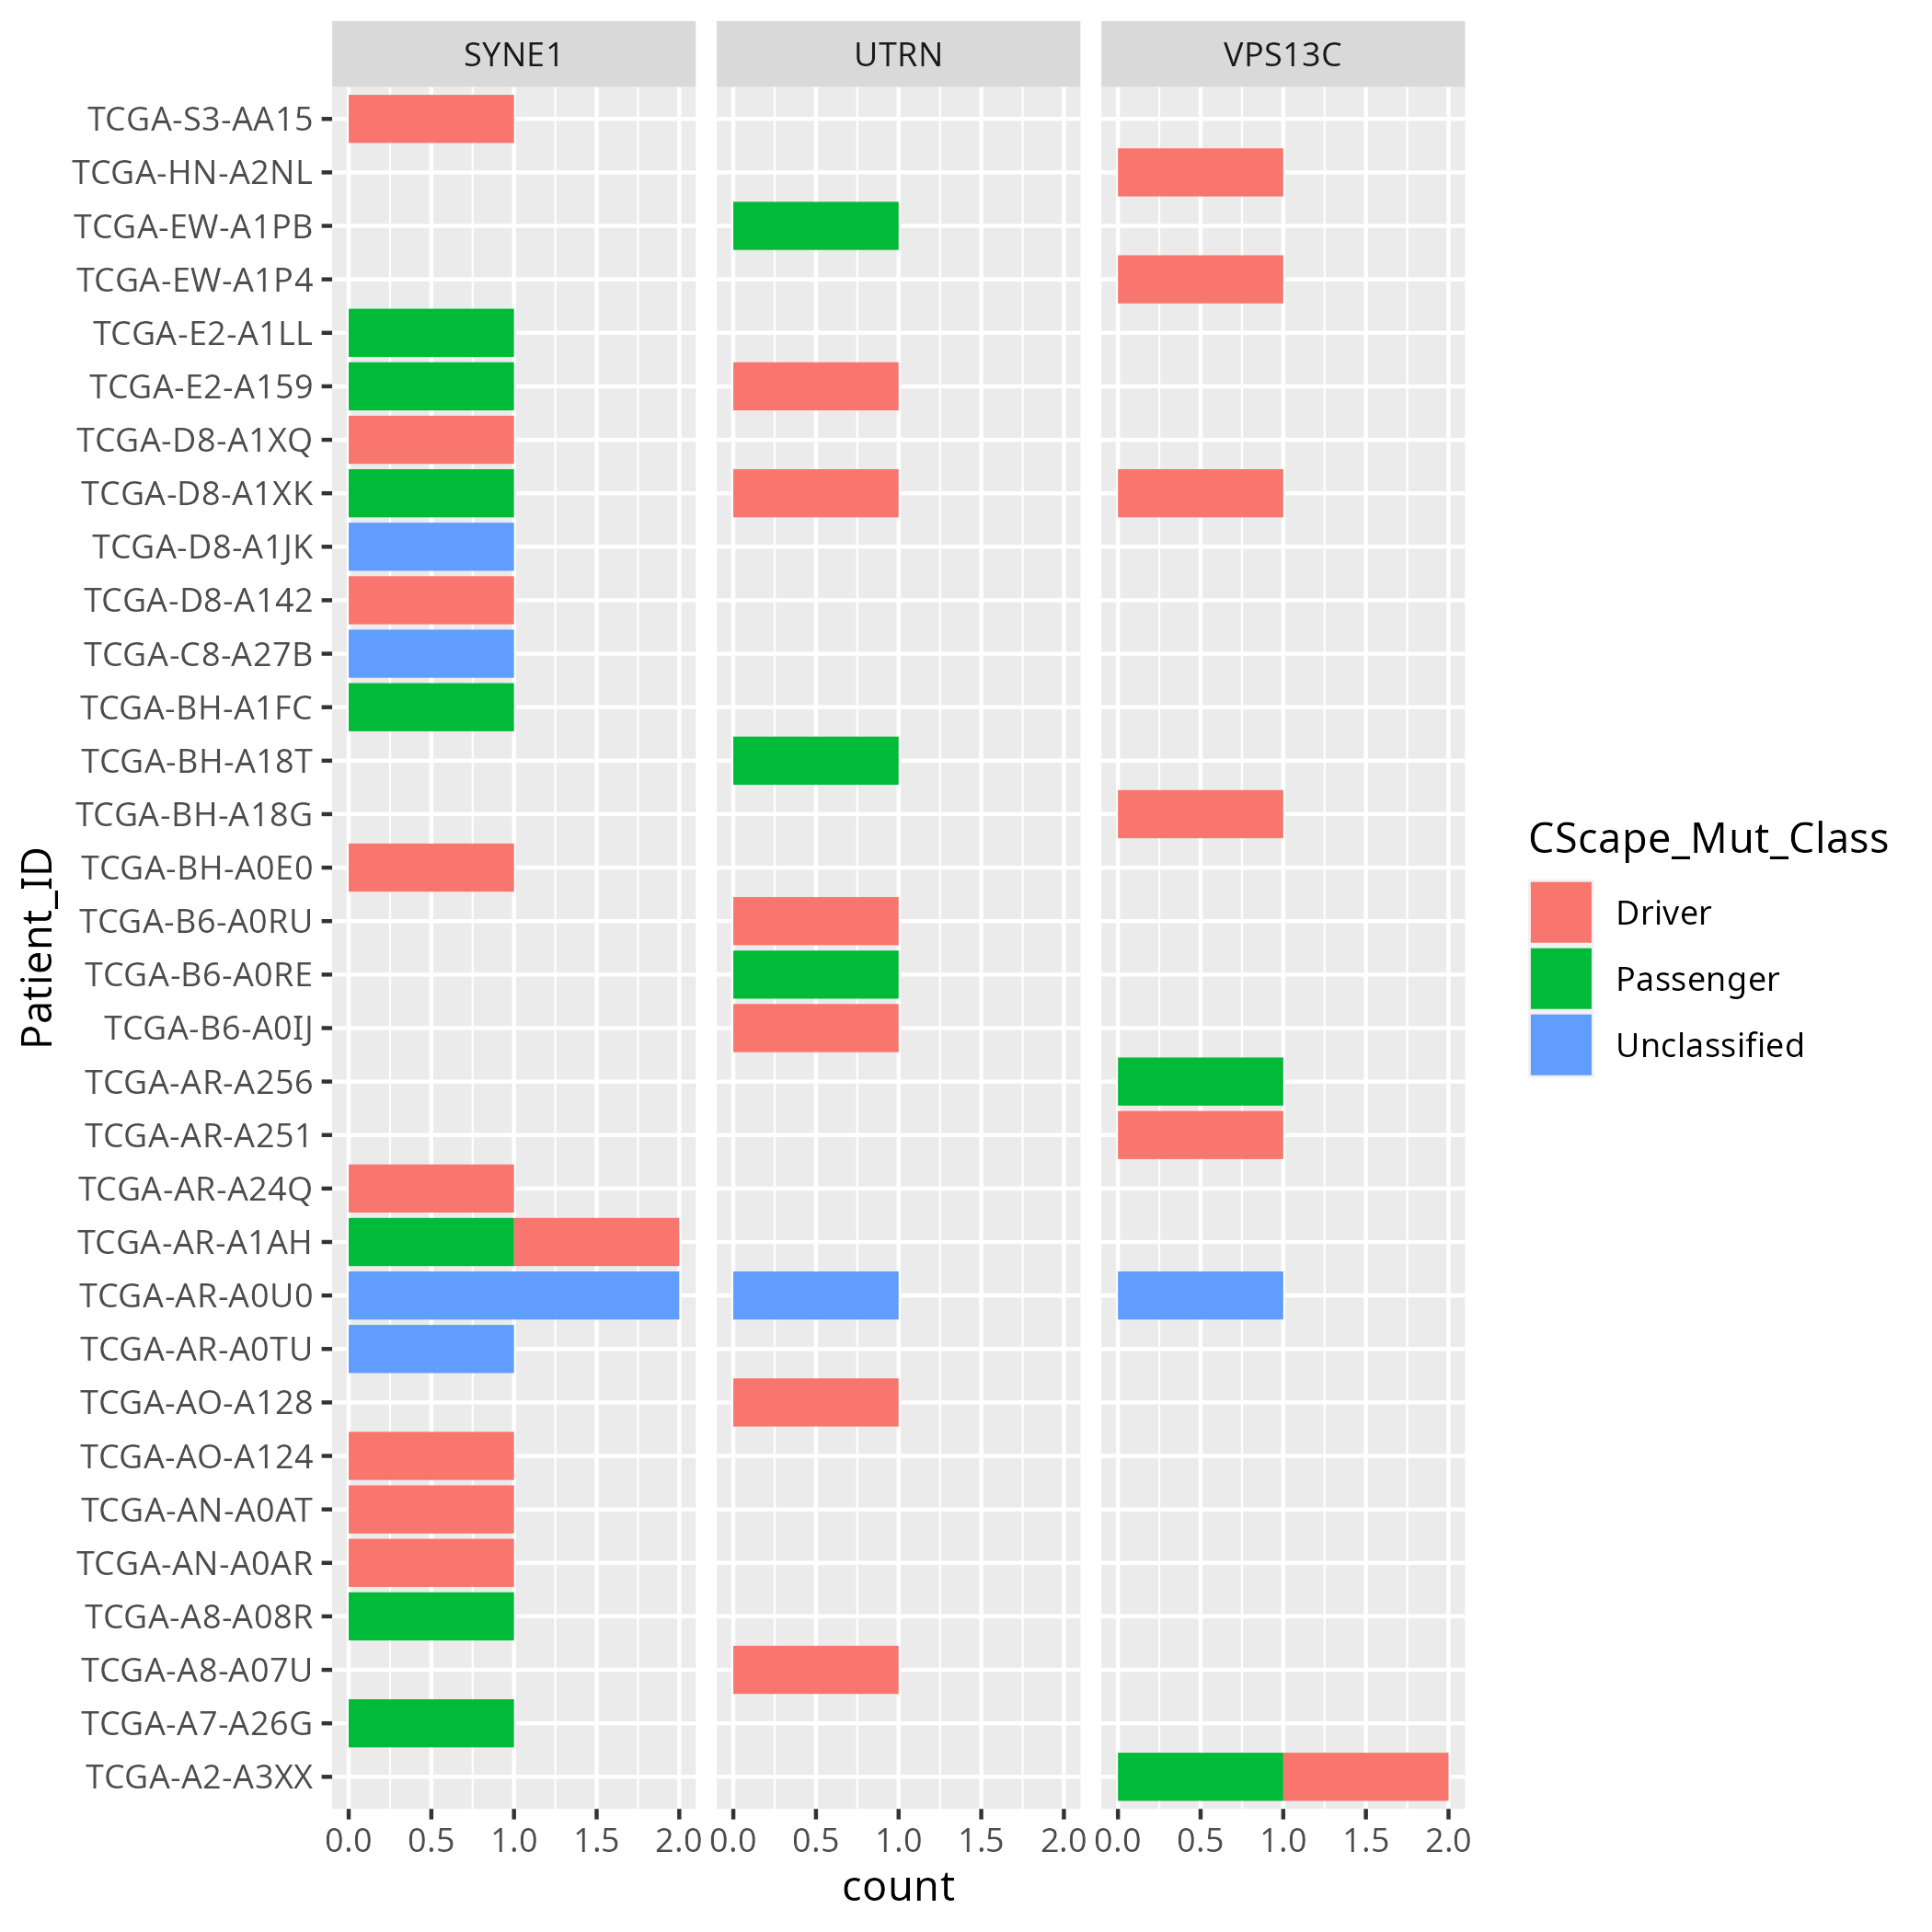 SYNE1 UTRN VPS13C
TCGA-S3-AA15
TCGA-HN-A2NL
TCGA-EW-A1PB
TCGA-EW-A1P4
TCGA-E2-A1LL
TCGA-E2-A159
TCGA-D8-A1XQ
TCGA-D8-A1XK
TCGA-D8-A1JK
TCGA-D8-A142
TCGA-C8-A27B
TCGA-BH-A1FC
TCGA-BH-A18T
TCGA-BH-A18G
TCGA-BH-A0E0
TCGA-B6-A0RU
TCGA-B6-A0RE
TCGA-B6-A0IJ
TCGA-AR-A256
TCGA-AR-A251
TCGA-AR-A24Q
TCGA-AR-A1AH
TCGA-AR-A0U0
TCGA-AR-A0TU
TCGA-AO-A128
TCGA-AO-A124
TCGA-AN-A0AT
TCGA-AN-A0AR
TCGA-A8-A08R
TCGA-A8-A07U
TCGA-A7-A26G
TCGA-A2-A3XX
Patient_ID
0.0 0.5 1.0 1.5 2.0 0.0 0.5 1.0 1.5 2.0 0.0 0.5 1.0 1.5 2.0
count
CScape_Mut_Class
Driver
Passenger
Unclassified